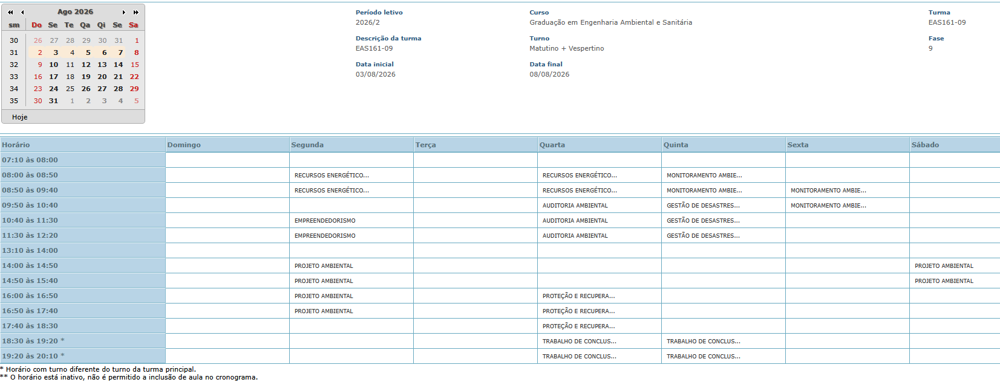 Ago 2026
sm Do Se Te Qa Qi Se Sa
30 26 27 28 29 30 31 1
31 2 3 4 5 6 7 8
32 9 10 11 12 13 14 15
33 16 17 18 19 20 21 22
34 23 24 25 26 27 28 29
35 30 31 1 2 3 4 5
Hoje
Período letivo Curso Turma
2026/2 Graduação em Engenharia Ambiental e Sanitária EAS161-09
Descrição da turma Turno Fase
EAS161-09 Matutino + Vespertino 9
Data inicial Data final
03/08/2026 08/08/2026
Horário Domingo Segunda Terça Quarta Quinta Sexta Sábado
07:10 às 08:00
08:00 às 08:50 RECURSOS ENERGÉTICO... RECURSOS ENERGÉTICO... MONITORAMENTO AMBIE...
08:50 às 09:40 RECURSOS ENERGÉTICO... RECURSOS ENERGÉTICO... MONITORAMENTO AMBIE... MONITORAMENTO AMBIE...
09:50 às 10:40 AUDITORIA AMBIENTAL GESTÃO DE DESASTRES... MONITORAMENTO AMBIE...
10:40 às 11:30 EMPREENDEDORISMO AUDITORIA AMBIENTAL GESTÃO DE DESASTRES...
11:30 às 12:20 EMPREENDEDORISMO AUDITORIA AMBIENTAL GESTÃO DE DESASTRES...
13:10 às 14:00
14:00 às 14:50 PROJETO AMBIENTAL PROJETO AMBIENTAL
14:50 às 15:40 PROJETO AMBIENTAL PROJETO AMBIENTAL
16:00 às 16:50 PROJETO AMBIENTAL PROTEÇÃO E RECUPERA...
16:50 às 17:40 PROJETO AMBIENTAL PROTEÇÃO E RECUPERA...
17:40 às 18:30 PROTEÇÃO E RECUPERA...
18:30 às 19:20 * TRABALHO DE CONCLUS... TRABALHO DE CONCLUS...
19:20 às 20:10 * TRABALHO DE CONCLUS... TRABALHO DE CONCLUS...
* Horário com turno diferente do turno da turma principal.
** O horário está inativo, não é permitido a inclusão de aula no cronograma.